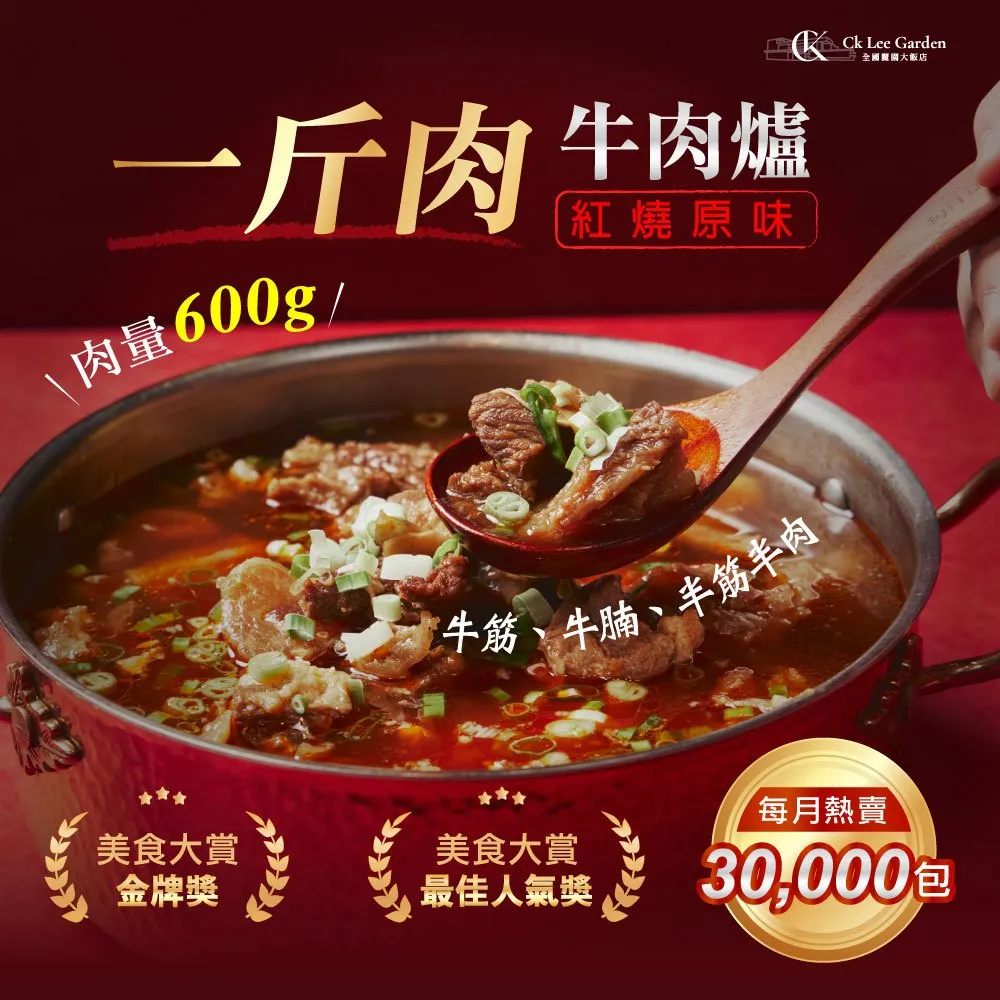 Ck Lee Garden
全國麗園大飯店
一斤肉
牛肉爐
紅燒原味
肉量600g
牛筋、牛腩、半筋半肉
美食大賞
金牌獎
美食大賞
最佳人氣獎
每月熱賣
30,000包